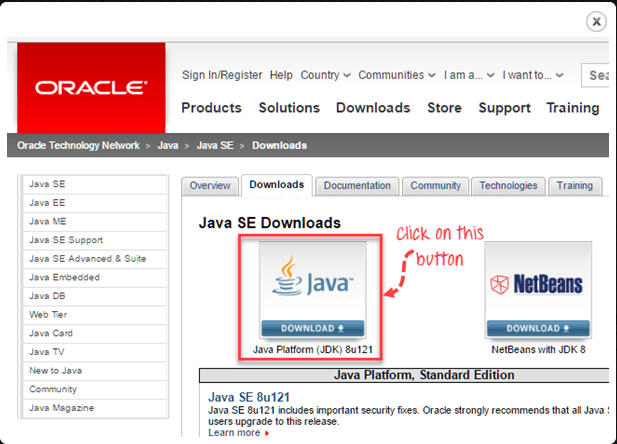 X
ORACLE®
Sign In/Register Help Country Communities I am a... I want to... Sea
Products Solutions Downloads Store Support Training
Oracle Technology Network > Java > Java SE > Downloads
Java SE
Java EE
Java ME
Java SE Support
Java SE Advanced & Suite
Java Embedded
Java DB
Web Tier
Java Card
Java TV
New to Java
Community
Java Magazine
Overview Downloads Documentation Community Technologies Training
Java SE Downloads
Click on this
button
Java™
DOWNLOAD
Java Platform (JDK) 8u121
NetBeans
DOWNLOAD
NetBeans with JDK 8
Java Platform, Standard Edition
Java SE 8u121
Java SE 8u121 includes important security fixes. Oracle strongly recommends that all Java S
users upgrade to this release.
Learn more